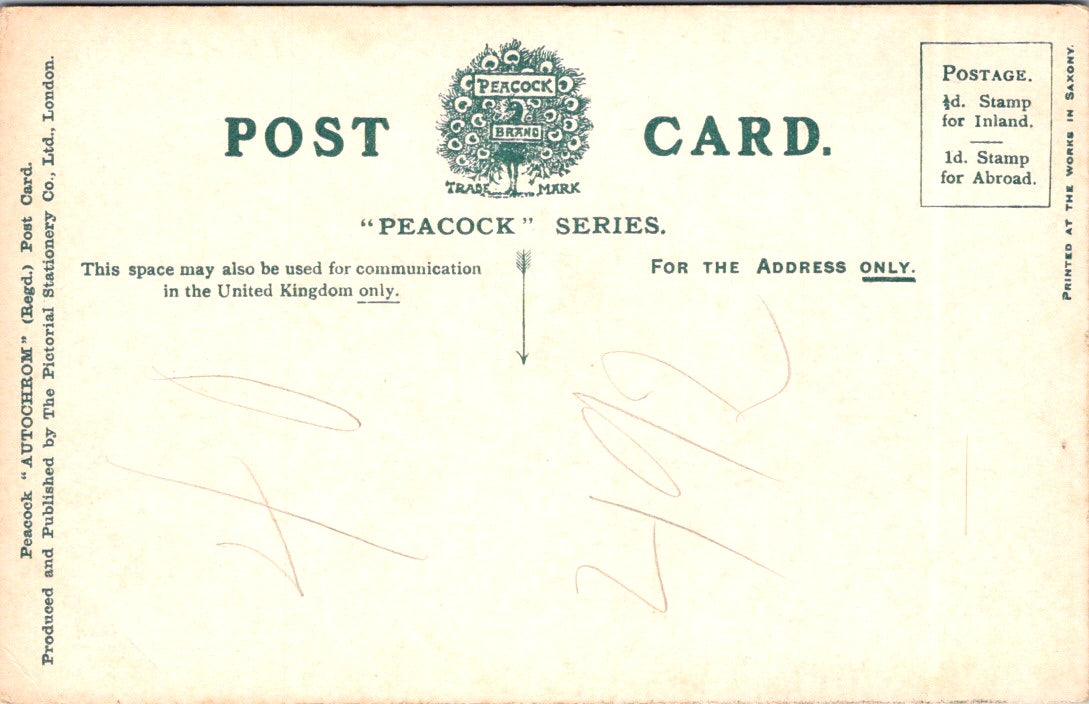 POST CARD.
PEACOCK
BRAND
TRADE MARK
"PEACOCK" SERIES.
This space may also be used for communication
in the United Kingdom only.
FOR THE ADDRESS ONLY.
POSTAGE.
½d. Stamp
for Inland.
1d. Stamp
for Abroad.
PRINTED AT THE WORKS IN SAXONY.
Peacock "AUTOCHROM" (Regd.) Post Card.
Produced and Published by The Pictorial Stationery Co., Ltd., London.